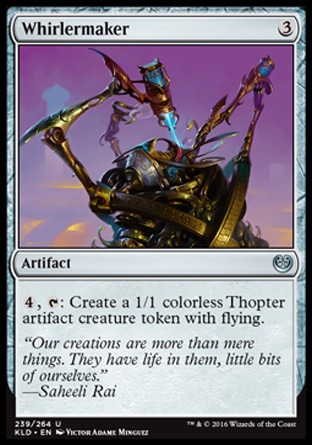 Whirlermaker 3
Artifact
4, T: Create a 1/1 colorless Thopter
artifact creature token with flying.
“Our creations are more than mere
things. They have life in them, little bits
of ourselves.”
—Saheeli Rai
239/264 U
KLD • EN Victor Adame Minguez
™ & © 2016 Wizards of the Coast